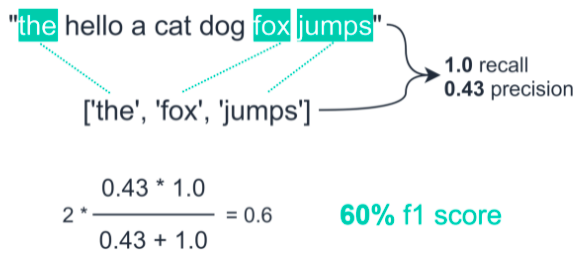 "the hello a cat dog fox jumps"
1.0 recall
0.43 precision
['the', 'fox', 'jumps']
0.43 * 1.0
2 * = 0.6
0.43 + 1.0
60% f1 score